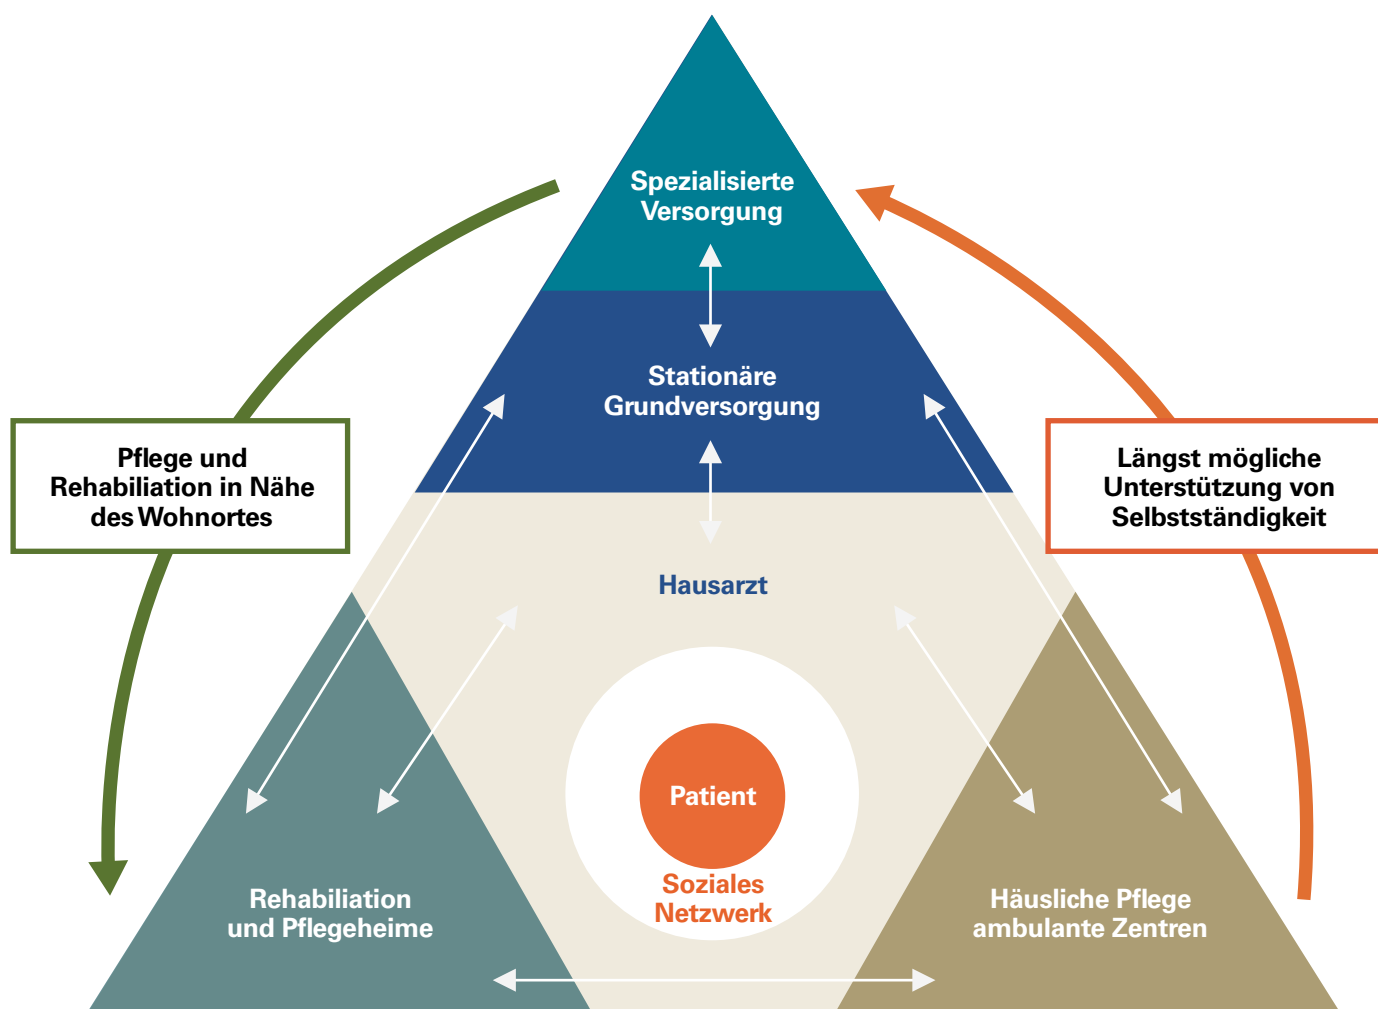 Spezialisierte
Versorgung
Stationäre
Grundversorgung
Pflege und
Rehabiliation in Nähe
des Wohnortes
Längst mögliche
Unterstützung von
Selbstständigkeit
Hausarzt
Patient
Soziales
Netzwerk
Rehabiliation
und Pflegeheime
Häusliche Pflege
ambulante Zentren